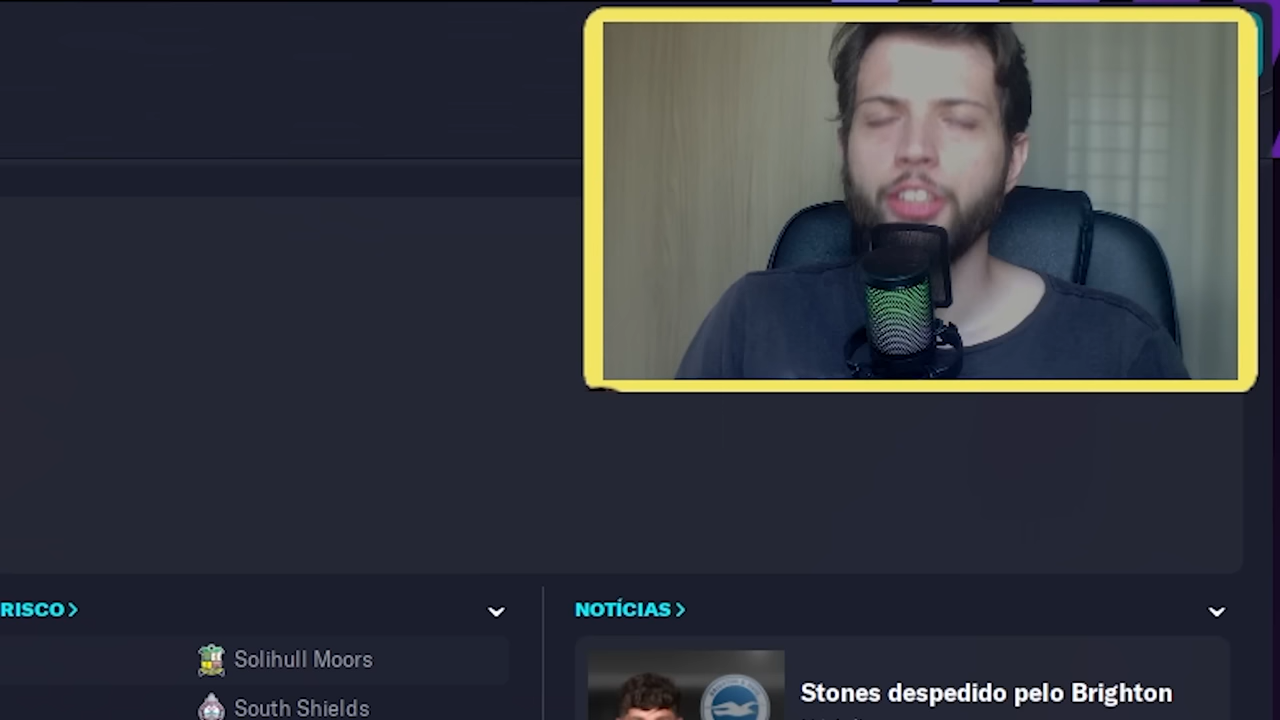 RISCO
Solihull Moors
South Shields
NOTÍCIAS
Stones despedido pelo Brighton